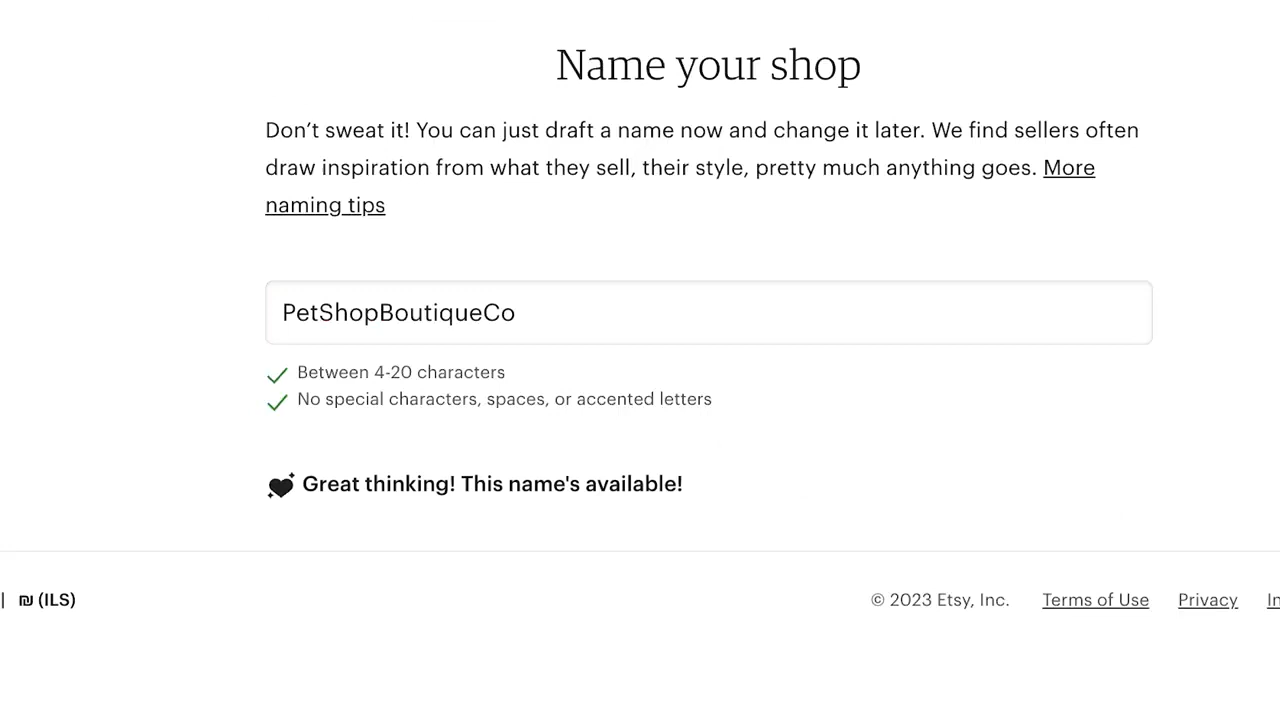 Name your shop
Don’t sweat it! You can just draft a name now and change it later. We find sellers often
draw inspiration from what they sell, their style, pretty much anything goes. More
naming tips
PetShopBoutiqueCo
Between 4-20 characters
No special characters, spaces, or accented letters
Great thinking! This name's available!
| ₪ (ILS) © 2023 Etsy, Inc. Terms of Use Privacy